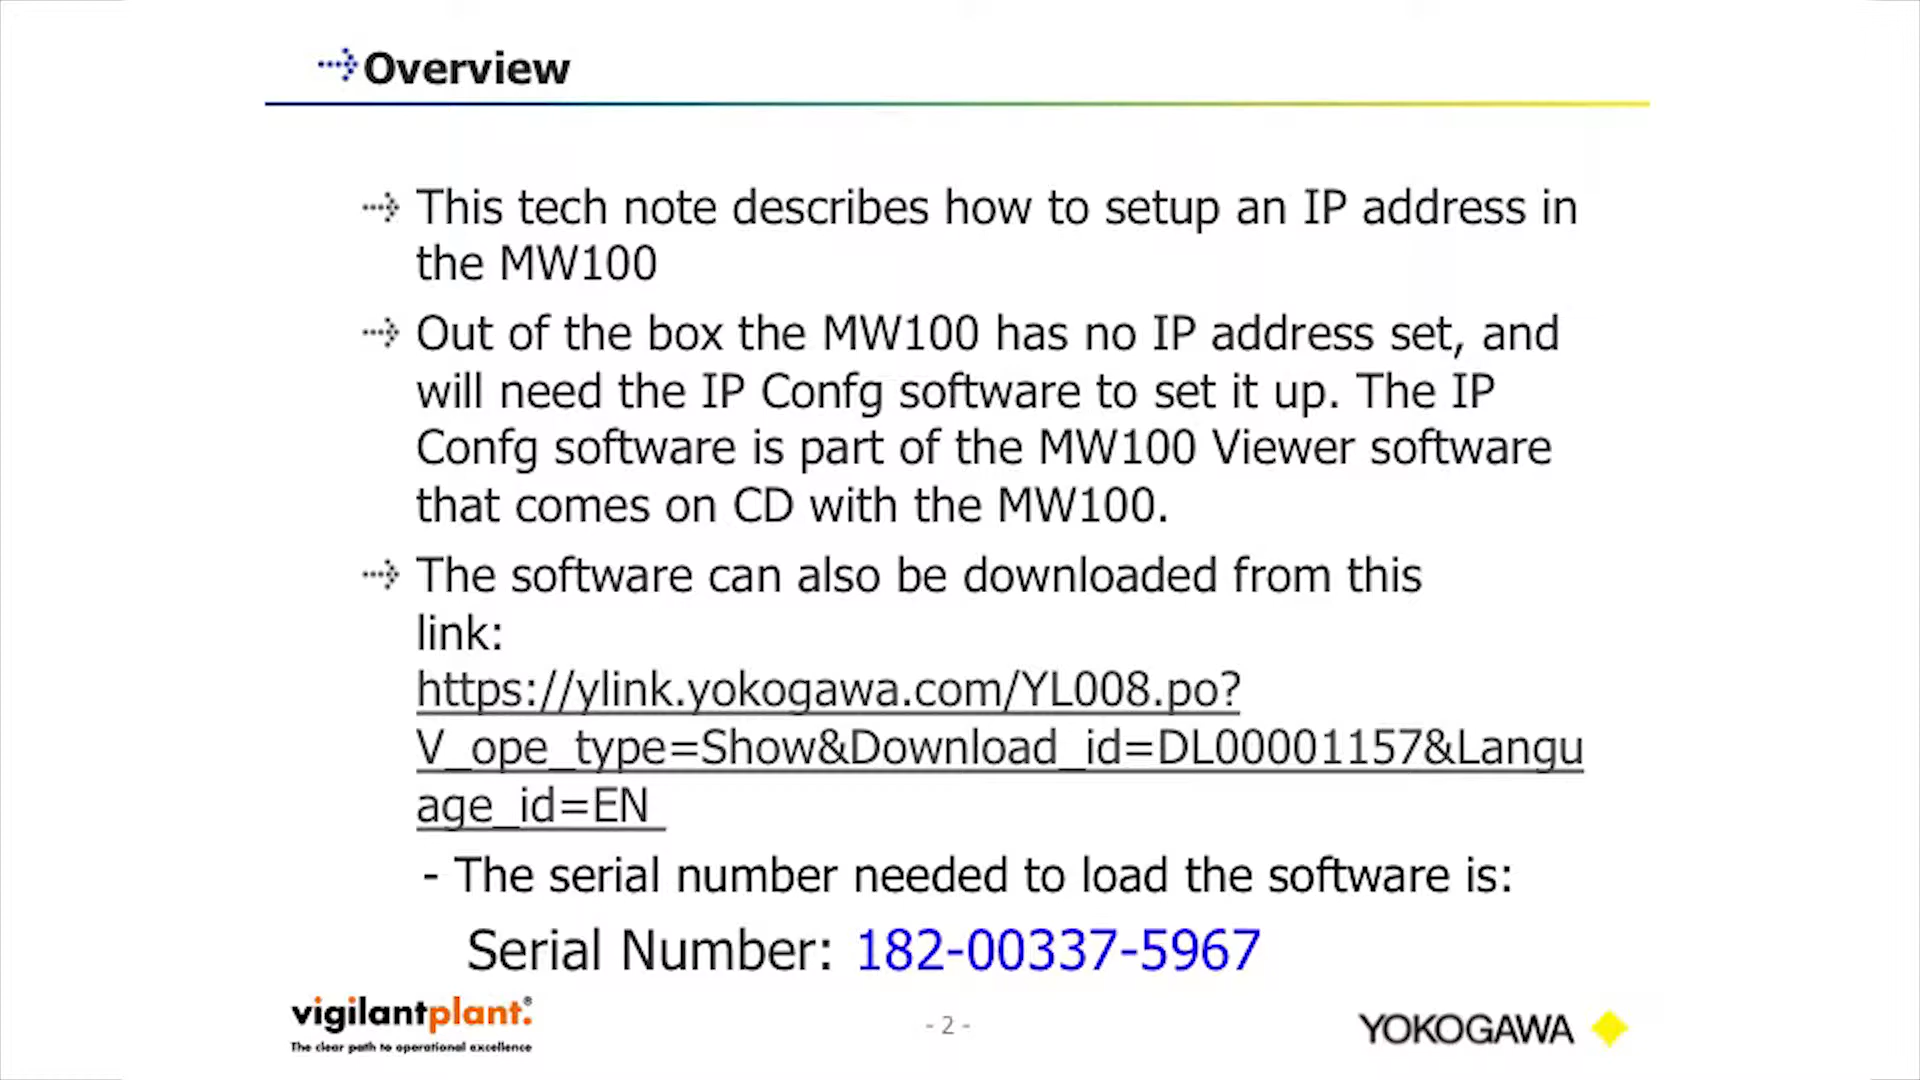 Overview
This tech note describes how to setup an IP address in
the MW100
Out of the box the MW100 has no IP address set, and
will need the IP Confg software to set it up. The IP
Confg software is part of the MW100 Viewer software
that comes on CD with the MW100.
The software can also be downloaded from this
link:
https://ylink.yokogawa.com/YL008.po?
V_ope_type=Show&Download_id=DL00001157&Langu
age_id=EN
- The serial number needed to load the software is:
Serial Number: 182-00337-5967
vigilantplant.®
The clear path to operational excellence
- 2 -
YOKOGAWA